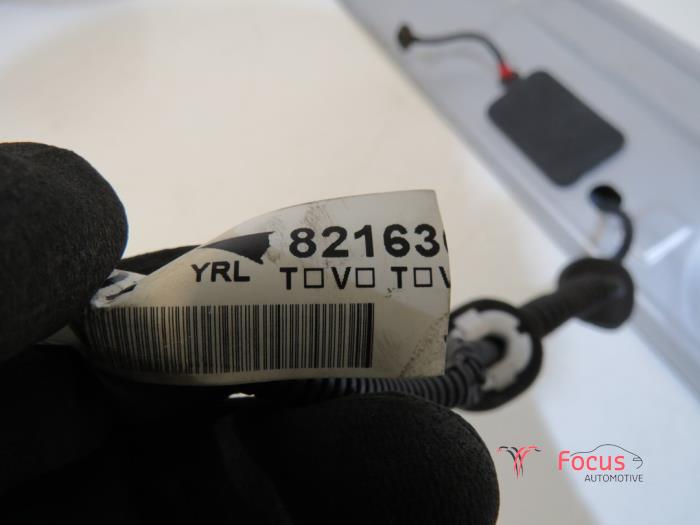 82163
YRL T□V□ T□V
Focus
AUTOMOTIVE